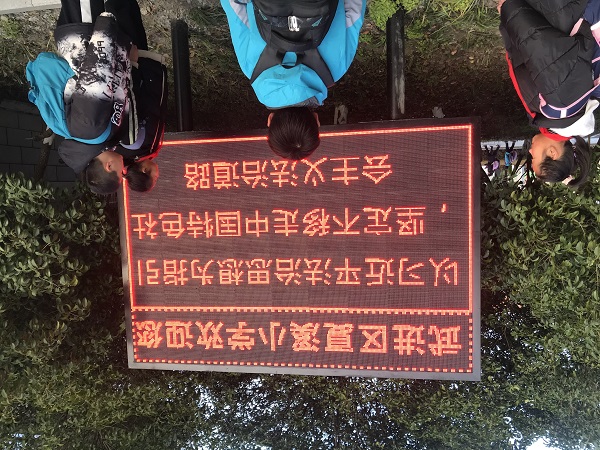 武进区夏溪小学欢迎您
以习近平法治思想为指引
，坚定不移走中国特色社
会主义法治道路